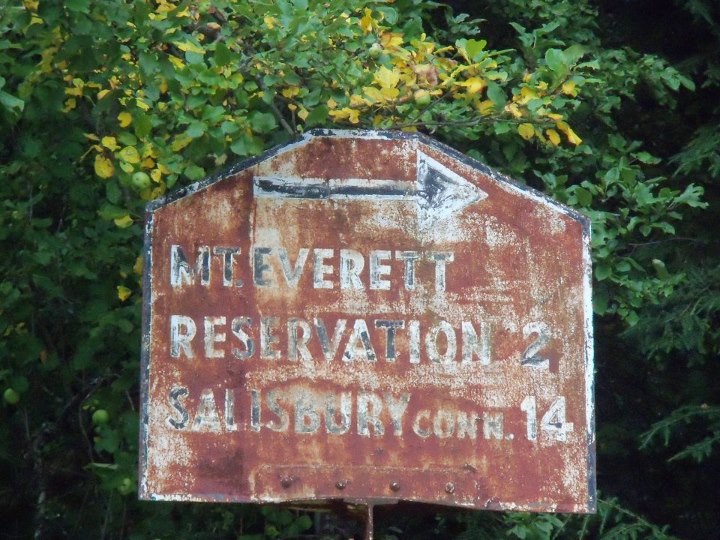 MT. EVERETT
RESERVATION 2
SALISBURY CONN. 14